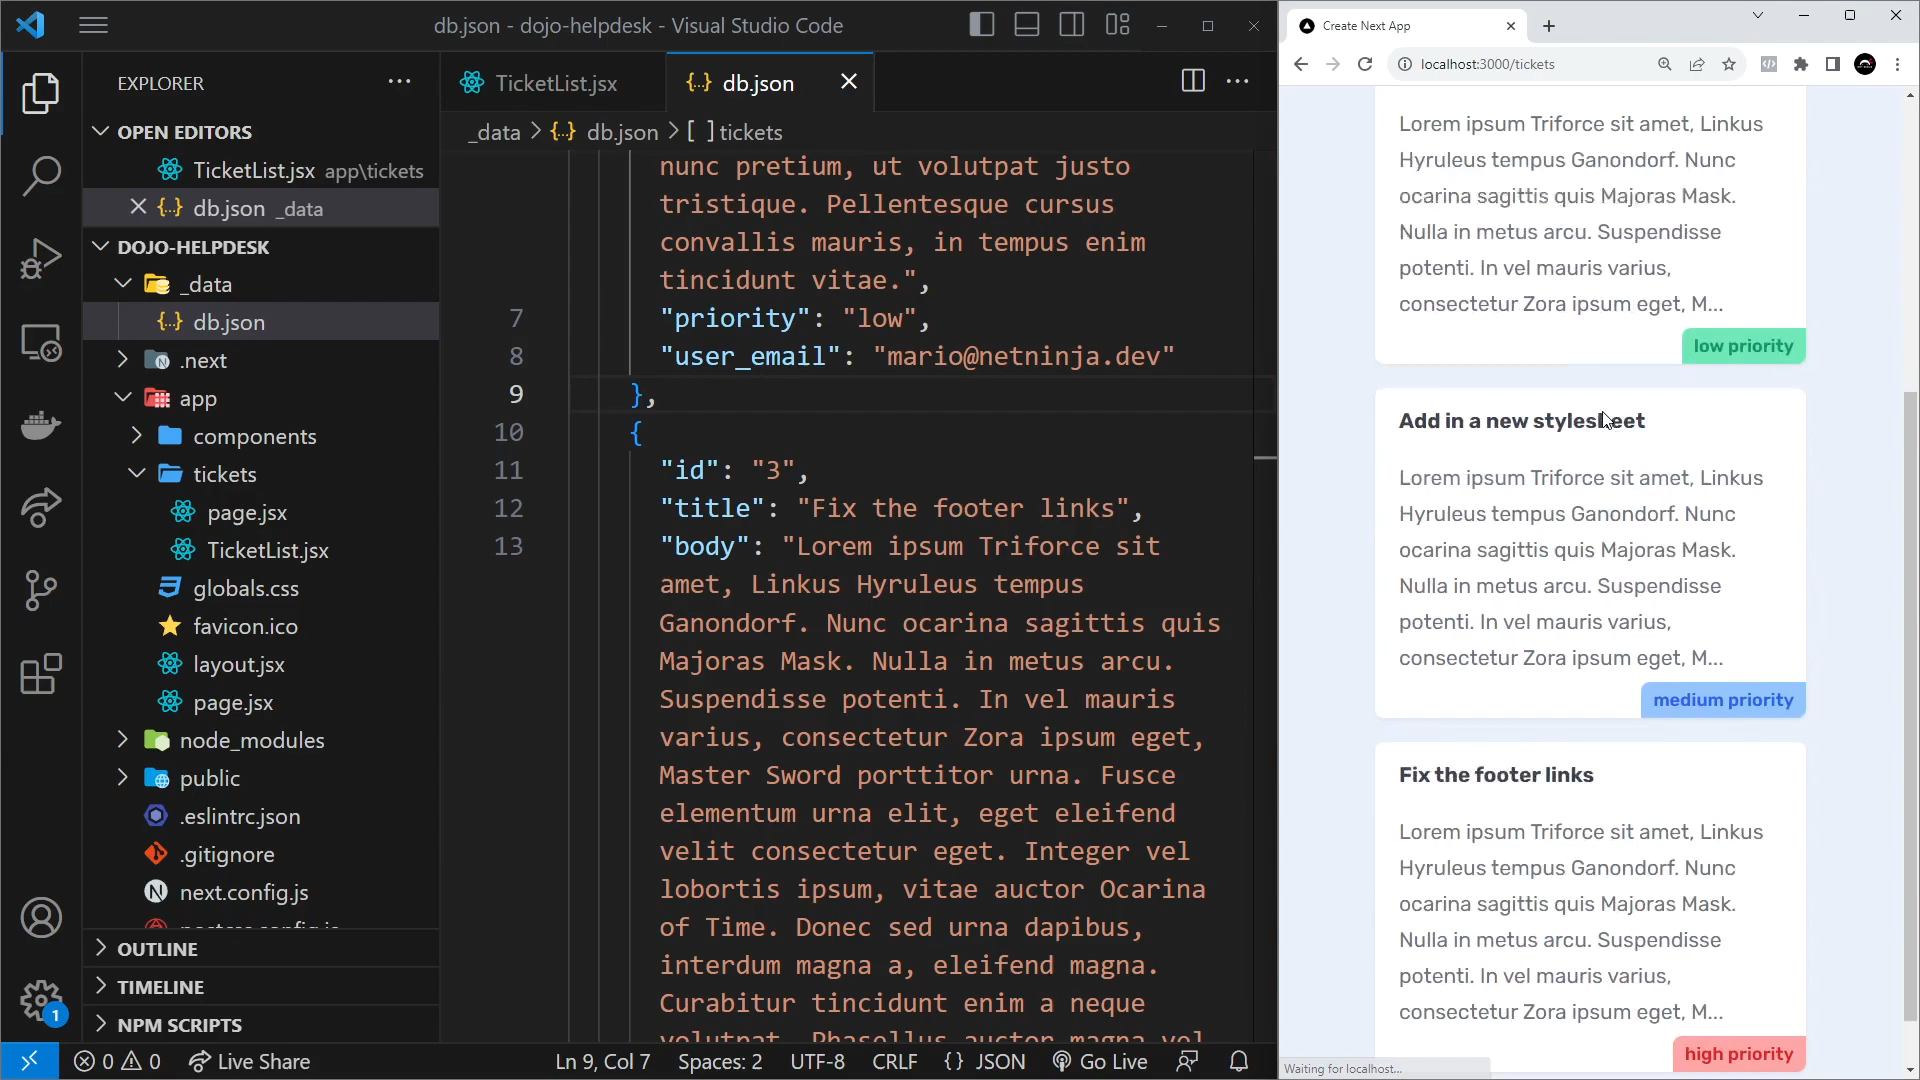 db.json - dojo-helpdesk - Visual Studio Code
EXPLORER
OPEN EDITORS
TicketList.jsx app\tickets
db.json _data
DOJO-HELPDESK
_data
db.json
.next
app
components
tickets
page.jsx
TicketList.jsx
globals.css
favicon.ico
layout.jsx
page.jsx
node_modules
public
.eslintrc.json
.gitignore
next.config.js
OUTLINE
TIMELINE
NPM SCRIPTS
1
TicketList.jsx
{..} db.json
_data > {..} db.json > [ ] tickets
nunc pretium, ut volutpat justo
tristique. Pellentesque cursus
convallis mauris, in tempus enim
tincidunt vitae.",
7 "priority": "low",
8 "user_email": "mario@netninja.dev"
9 },
10 {
11 "id": "3",
12 "title": "Fix the footer links",
13 "body": "Lorem ipsum Triforce sit
amet, Linkus Hyruleus tempus
Ganondorf. Nunc ocarina sagittis quis
Majoras Mask. Nulla in metus arcu.
Suspendisse potenti. In vel mauris
varius, consectetur Zora ipsum eget,
Master Sword porttitor urna. Fusce
elementum urna elit, eget eleifend
velit consectetur eget. Integer vel
lobortis ipsum, vitae auctor Ocarina
of Time. Donec sed urna dapibus,
interdum magna a, eleifend magna.
Curabitur tincidunt enim a neque
volutpat. Phasellus auctor magna vel
0 0 Live Share Ln 9, Col 7 Spaces: 2 UTF-8 CRLF {} JSON Go Live
Create Next App
localhost:3000/tickets
Lorem ipsum Triforce sit amet, Linkus
Hyruleus tempus Ganondorf. Nunc
ocarina sagittis quis Majoras Mask.
Nulla in metus arcu. Suspendisse
potenti. In vel mauris varius,
consectetur Zora ipsum eget, M...
low priority
Add in a new stylesheet
Lorem ipsum Triforce sit amet, Linkus
Hyruleus tempus Ganondorf. Nunc
ocarina sagittis quis Majoras Mask.
Nulla in metus arcu. Suspendisse
potenti. In vel mauris varius,
consectetur Zora ipsum eget, M...
medium priority
Fix the footer links
Lorem ipsum Triforce sit amet, Linkus
Hyruleus tempus Ganondorf. Nunc
ocarina sagittis quis Majoras Mask.
Nulla in metus arcu. Suspendisse
potenti. In vel mauris varius,
consectetur Zora ipsum eget, M...
high priority
Waiting for localhost...